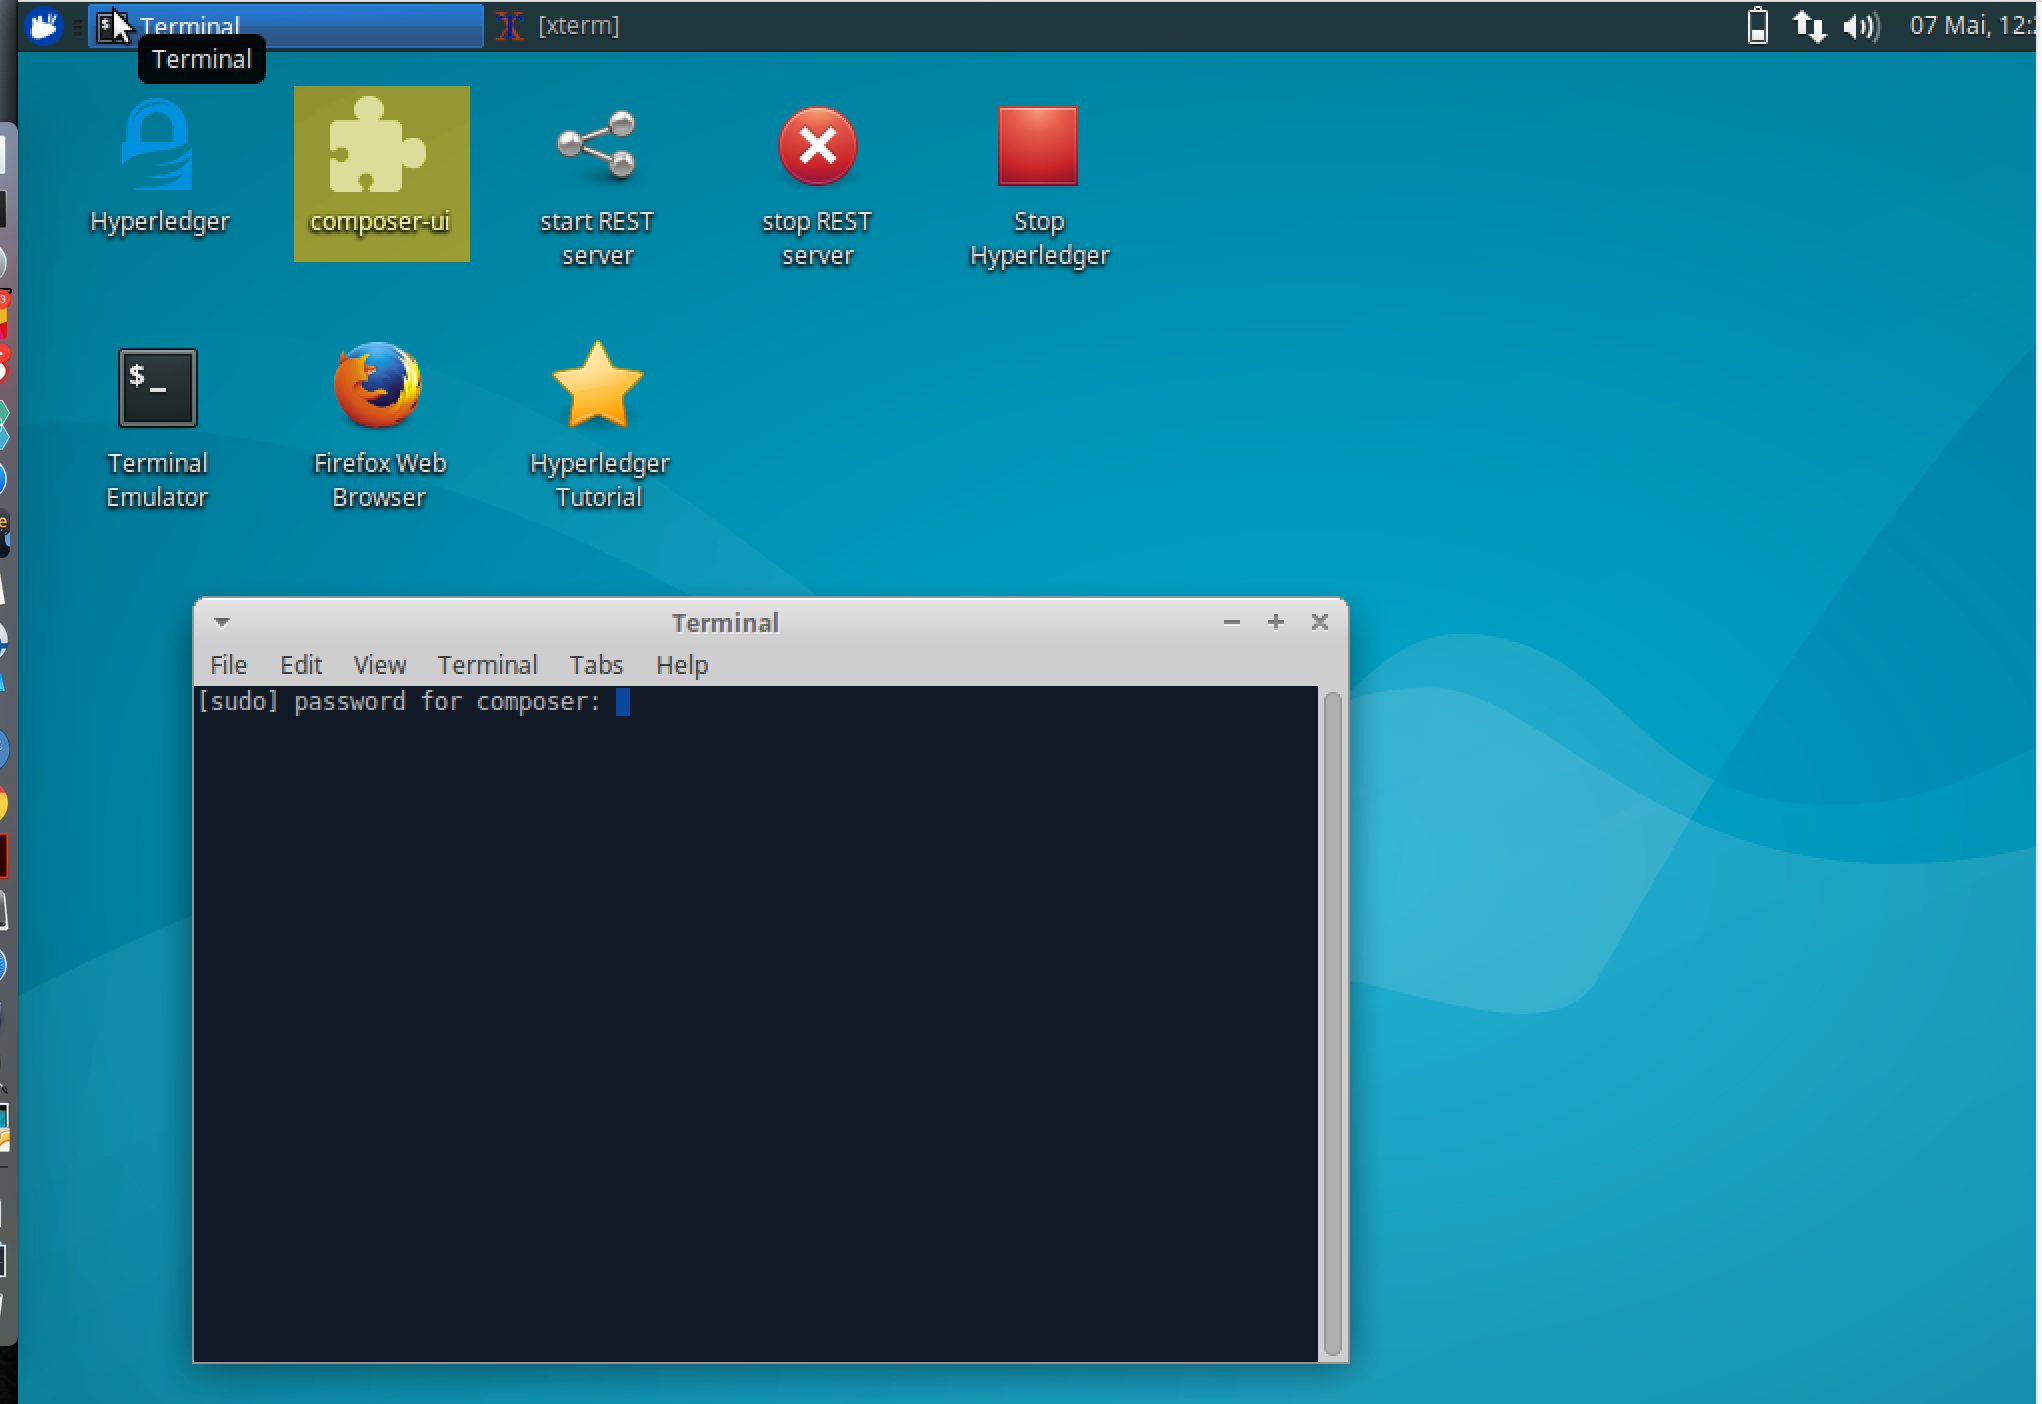 Terminal
[xterm]
07 Mai, 12:
Terminal
Hyperledger
composer-ui
start REST
server
stop REST
server
Stop
Hyperledger
$_
Terminal
Emulator
Firefox Web
Browser
Hyperledger
Tutorial
Terminal
File Edit View Terminal Tabs Help
[sudo] password for composer: